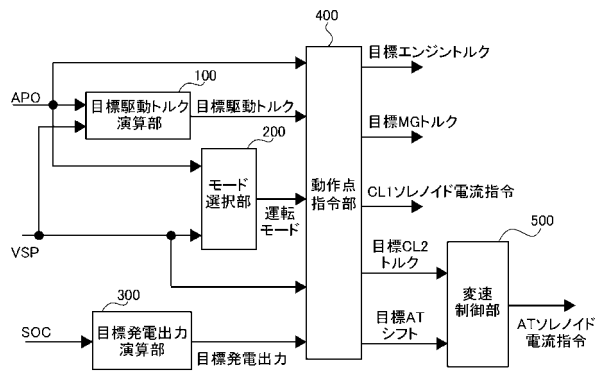 400
目標エンジントルク
100
APO
目標駆動トルク
演算部
目標駆動トルク
200
目標MGトルク
モード
選択部
運転
モード
動作点
指令部
CL1ソレノイド電流指令
500
VSP
目標CL2
トルク
変速
制御部
300
SOC
目標発電出力
演算部
目標発電出力
目標AT
シフト
ATソレノイド
電流指令